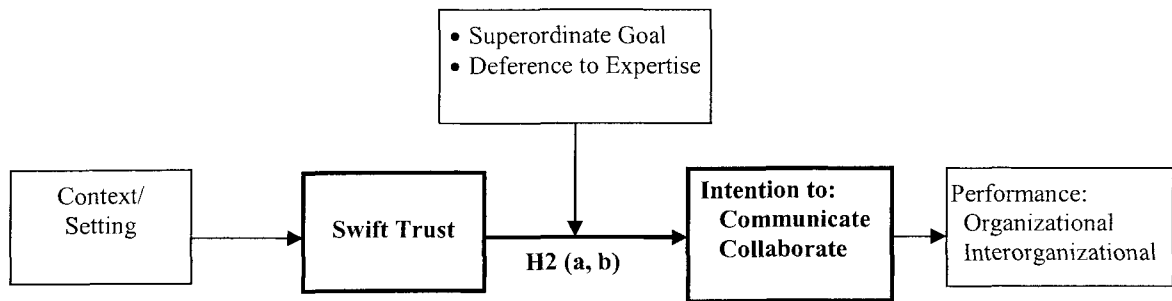 • Superordinate Goal
• Deference to Expertise
Context/
Setting
Swift Trust
H2 (a, b)
Intention to:
Communicate
Collaborate
Performance:
Organizational
Interorganizational